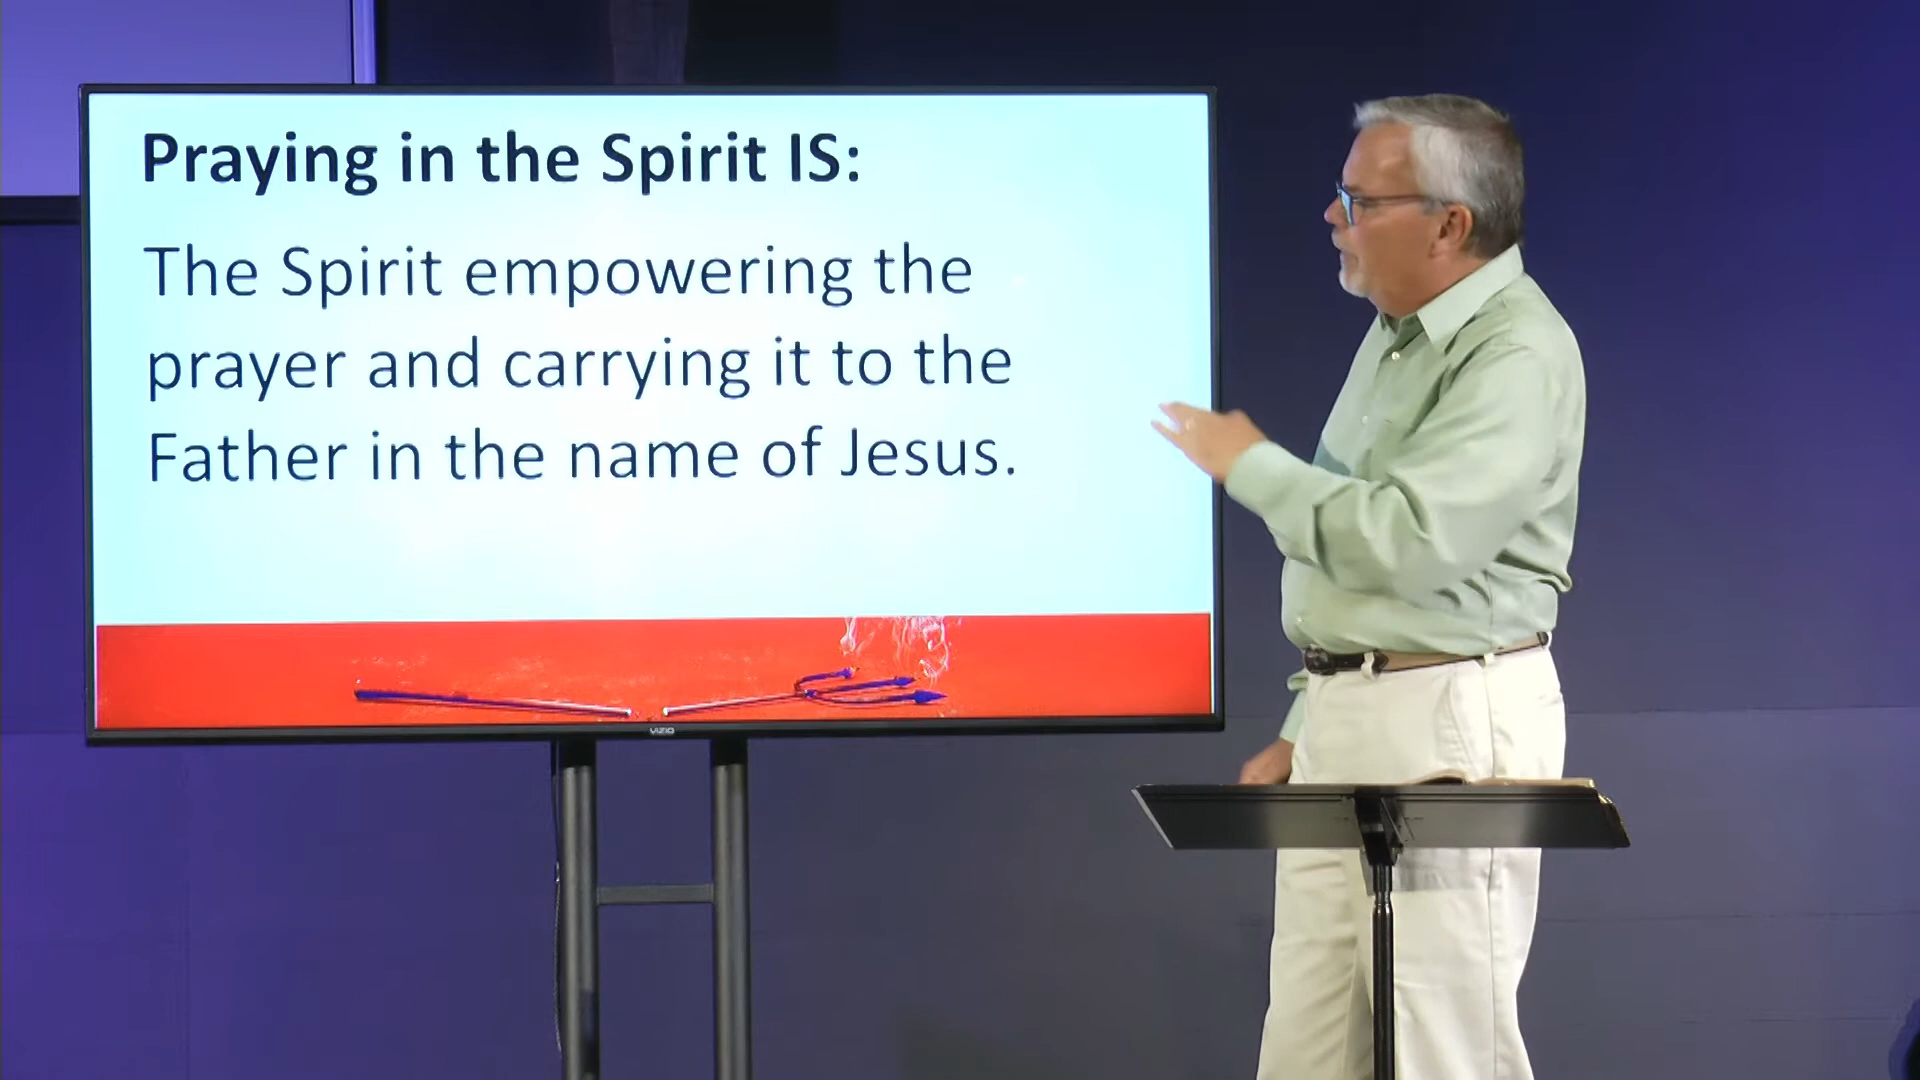 Praying in the Spirit IS:
The Spirit empowering the
prayer and carrying it to the
Father in the name of Jesus.
VIZIO